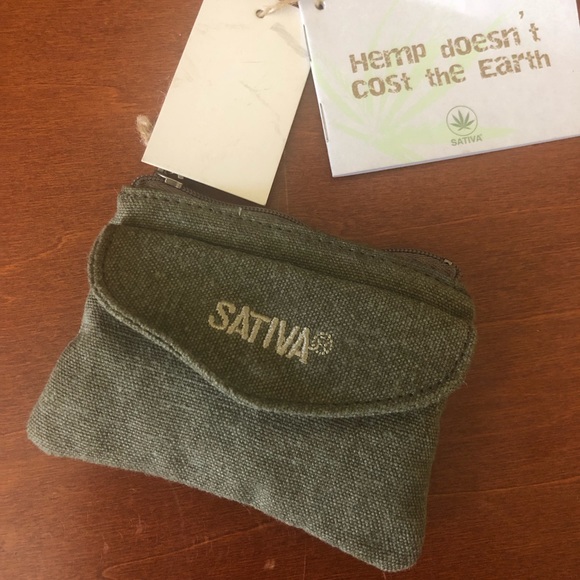 Hemp doesn't
cost the Earth
SATIVA
SATIVA